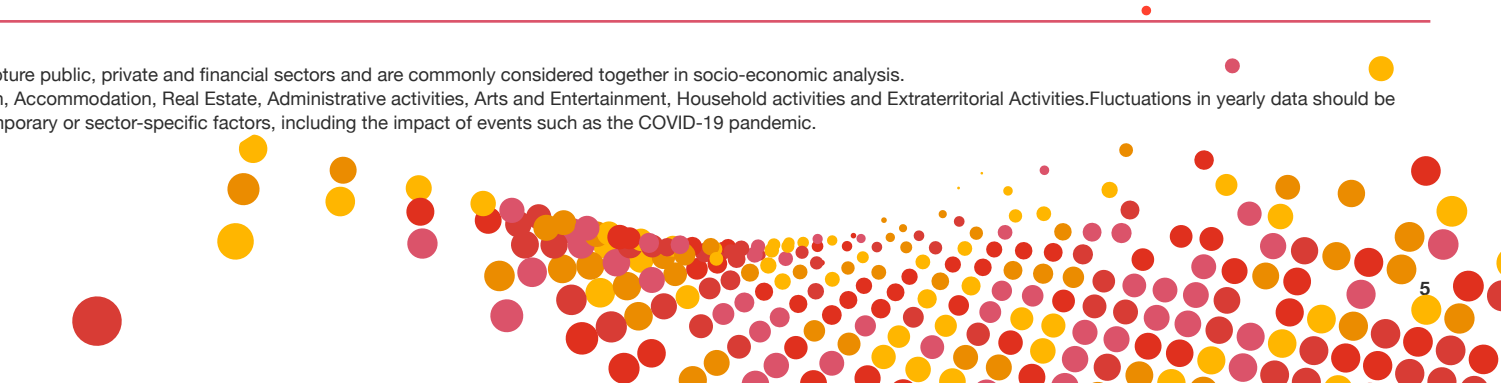 public, private and financial sectors and are commonly considered together in socio-economic analysis.
Accommodation, Real Estate, Administrative activities, Arts and Entertainment, Household activities and Extraterritorial Activities.Fluctuations in yearly data should be
or sector-specific factors, including the impact of events such as the COVID-19 pandemic.
5